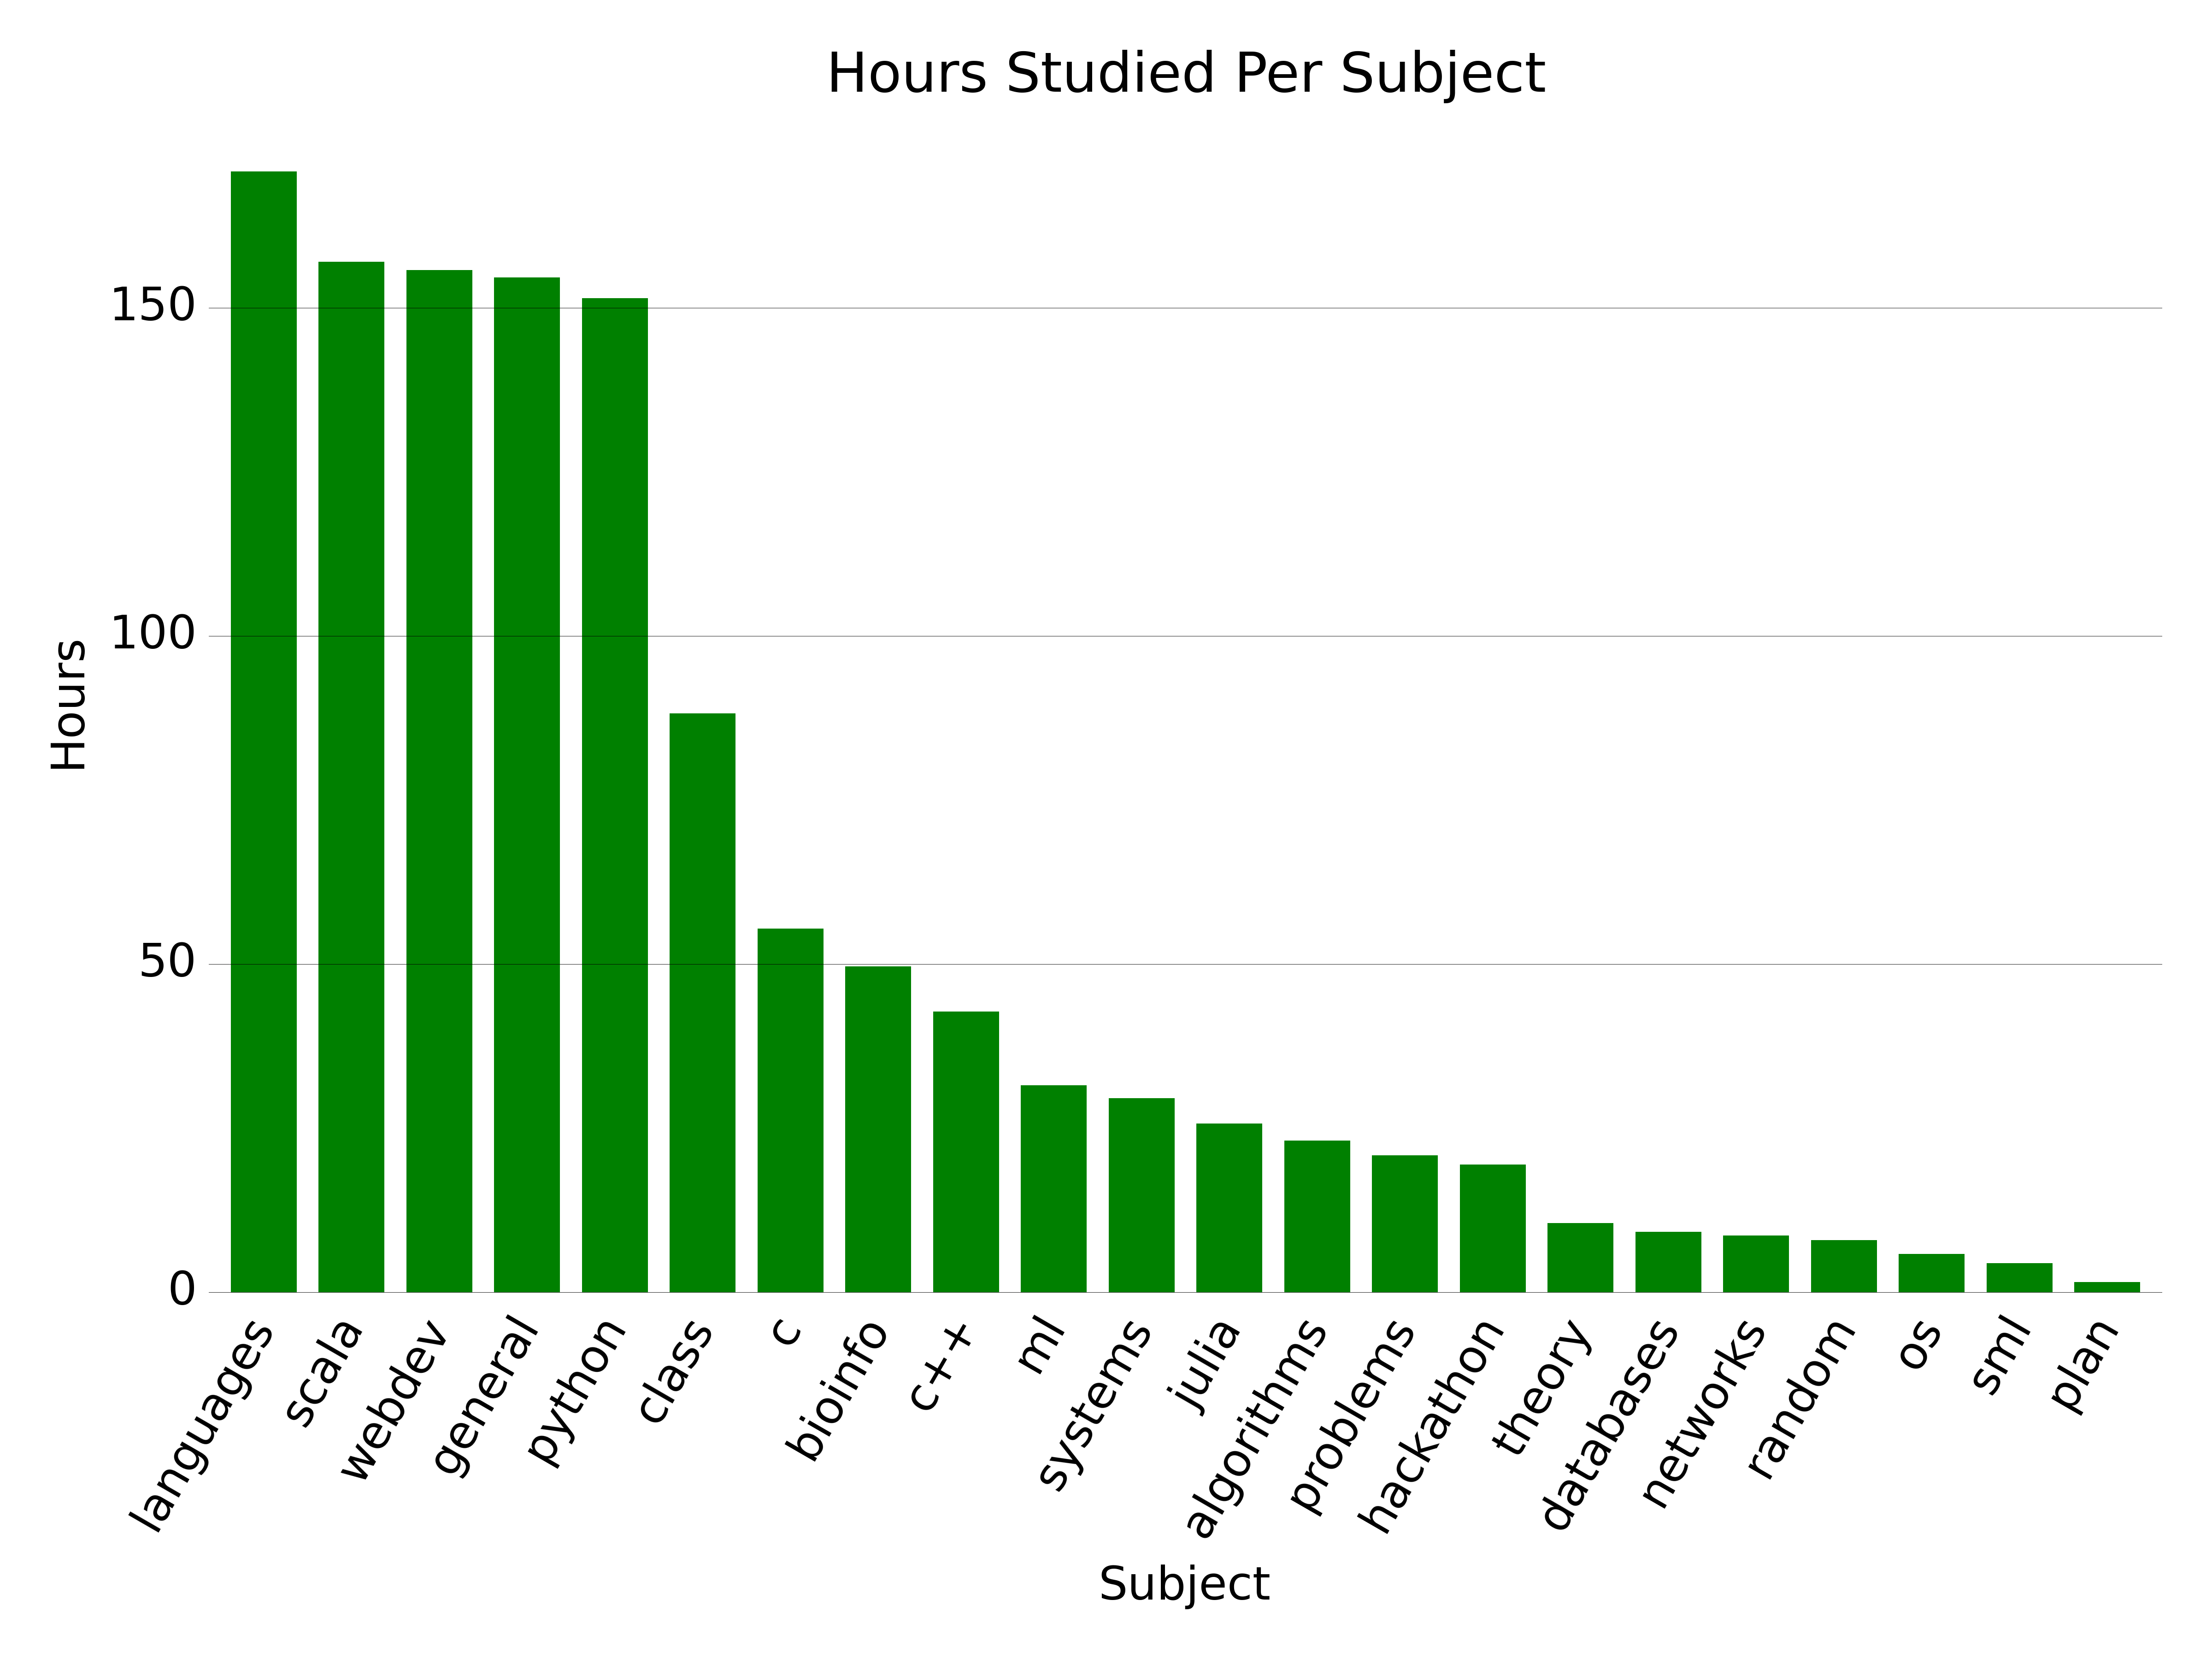 Hours Studied Per Subject
150
100
50
0
Hours
languages
scala
webdev
general
python
class
c
bioinfo
c++
ml
systems
julia
algorithms
problems
hackathon
theory
databases
networks
random
os
sml
plan
Subject